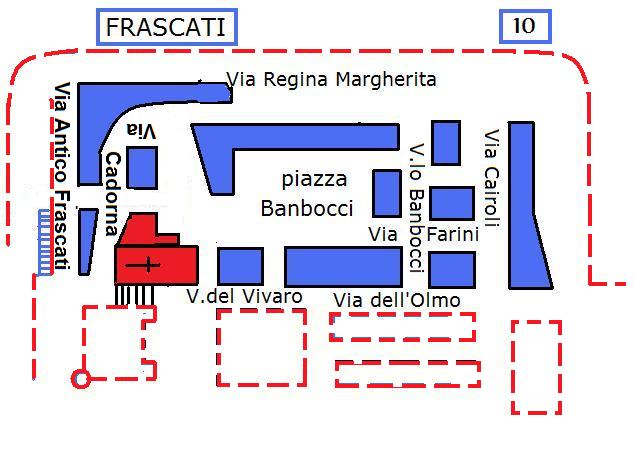 FRASCATI
10
Via Regina Margherita
Via Antico Frascati
Via
Cadorna
piazza
Banbocci
V.lo Banbocci
Via Cairoli
Via Farini
V.del Vivaro
Via dell'Olmo